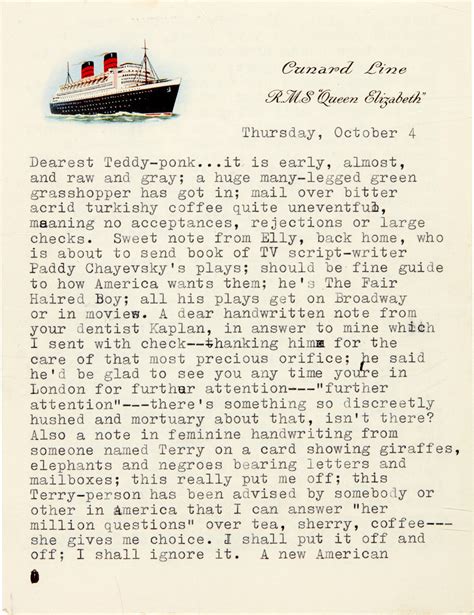 Cunard Line
R.M.S "Queen Elizabeth"
Thursday, October 4
Dearest Teddy-ponk...it is early, almost,
and raw and gray; a huge many-legged green
grasshopper has got in; mail over bitter
acrid turkishy coffee quite uneventful,
meaning no acceptances, rejections or large
checks.  Sweet note from Elly, back home, who
is about to send book of TV script-writer
Paddy Chayevsky's plays; should be fine guide
to how America wants them; he's The Fair
Haired Boy; all his plays get on Broadway
or in movies. A dear handwritten note from
your dentist Kaplan, in answer to mine which
I sent with check--thanking him for the
care of that most precious orifice; he said
he'd be glad to see you any time youre in
London for further attention---"further
attention"---there's something so discreetly
hushed and mortuary about that, isn't there?
Also a note in feminine handwriting from
someone named Terry on a card showing giraffes,
elephants and negroes bearing letters and
mailboxes; this really put me off; this
Terry-person has been advised by somebody or
other in America that I can answer "her
million questions" over tea, sherry, coffee---
she gives me choice. I shall put it off and
off; I shall ignore it.  A new American